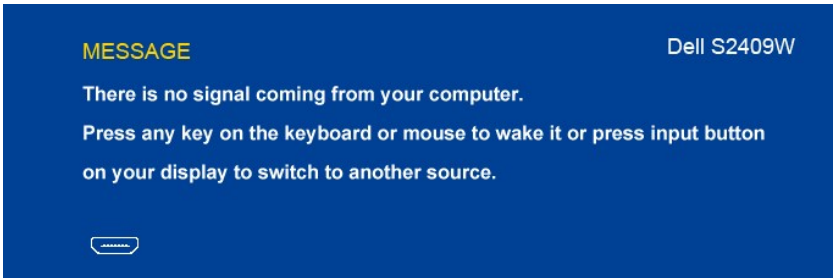 MESSAGE
Dell S2409W
There is no signal coming from your computer.
Press any key on the keyboard or mouse to wake it or press input button
on your display to switch to another source.